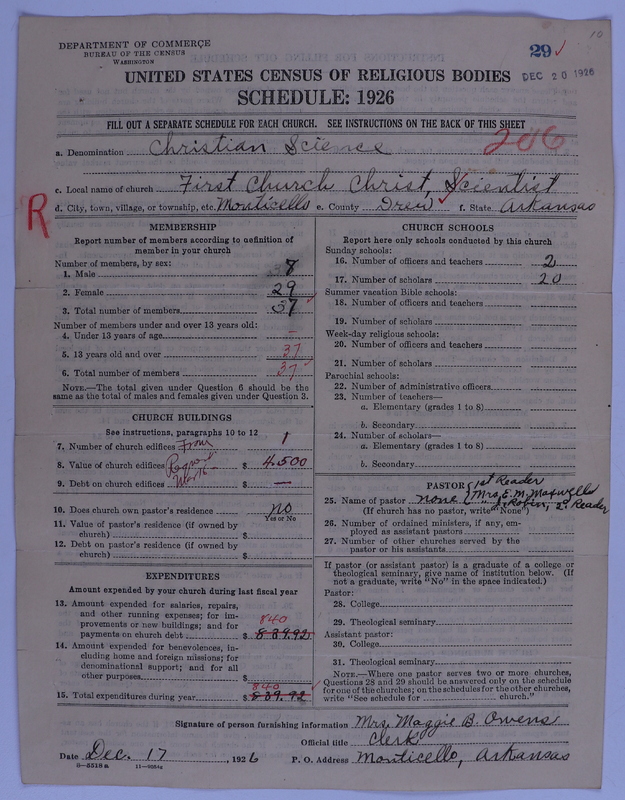 10
DEPARTMENT OF COMMERCE
BUREAU OF THE CENSUS
WASHINGTON
29 ✓
DEC 20 1926
UNITED STATES CENSUS OF RELIGIOUS BODIES
SCHEDULE: 1926
FILL OUT A SEPARATE SCHEDULE FOR EACH CHURCH. SEE INSTRUCTIONS ON THE BACK OF THIS SHEET
206
a. Denomination Christian Science
c. Local name of church First Church Christ, Scientist
R
d. City, town, village, or township, etc. Monticello e. County Drew f. State Arkansas
MEMBERSHIP
Report number of members according to definition of
member in your church
Number of members, by sex:
1. Male 8
2. Female 29
3. Total number of members 37
Number of members under and over 13 years old:
4. Under 13 years of age –
5. 13 years old and over 37
6. Total number of members 37
NOTE.—The total given under Question 6 should be the
same as the total of males and females given under Question 3.
CHURCH BUILDINGS
See instructions, paragraphs 10 to 12
7. Number of church edifices From 1
8. Value of church edifices Report $ 4.500
9. Debt on church edifices Nov 16 $ —
10. Does church own pastor's residence no
Yes or No
11. Value of pastor's residence (if owned by
church) $
12. Debt on pastor's residence (if owned by
church) $
EXPENDITURES
Amount expended by your church during last fiscal year
13. Amount expended for salaries, repairs,
and other running expenses; for im-
provements or new buildings; and for
840
payments on church debt $ 839.92
14. Amount expended for benevolences, in-
cluding home and foreign missions; for
denominational support; and for all
other purposes $
840
15. Total expenditures during year $ 839.92
CHURCH SCHOOLS
Report here only schools conducted by this church
Sunday schools:
16. Number of officers and teachers 2
17. Number of scholars 20
Summer vacation Bible schools:
18. Number of officers and teachers
19. Number of scholars
Week-day religious schools:
20. Number of officers and teachers
21. Number of scholars
Parochial schools:
22. Number of administrative officers
23. Number of teachers—
a. Elementary (grades 1 to 8)
b. Secondary
24. Number of scholars—
a. Elementary (grades 1 to 8)
b. Secondary
PASTOR
1st Reader
25. Name of pastor none Mrs. E. M. Maxwell
(If church has no pastor, write "None") 2d Reader
26. Number of ordained ministers, if any, em-
ployed as assistant pastors
27. Number of other churches served by the
pastor or his assistants
If pastor (or assistant pastor) is a graduate of a college or
theological seminary, give name of institution below. (If
not a graduate, write "No" in the space indicated.)
Pastor:
28. College
29. Theological seminary
Assistant pastor:
30. College
31. Theological seminary
NOTE.—Where one pastor serves two or more churches,
Questions 28 and 29 should be answered only on the schedule
for one of the churches; on the schedules for the other churches,
write "See schedule for church."
Signature of person furnishing information Mrs. Maggie B. Owens
Official title Clerk
Date Dec. 17, 1926 P. O. Address Monticello, Arkansas
8—5518a 11—9554a